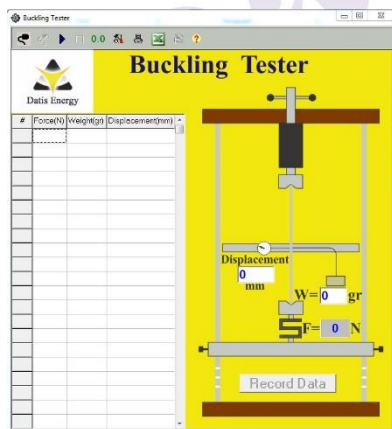 Buckling Tester
0.0
?
Buckling Tester
Datis Energy
# Force(N) Weight(gr) Displacement(mm)
Displacement
0
mm
W= 0 gr
F= 0 N
Record Data